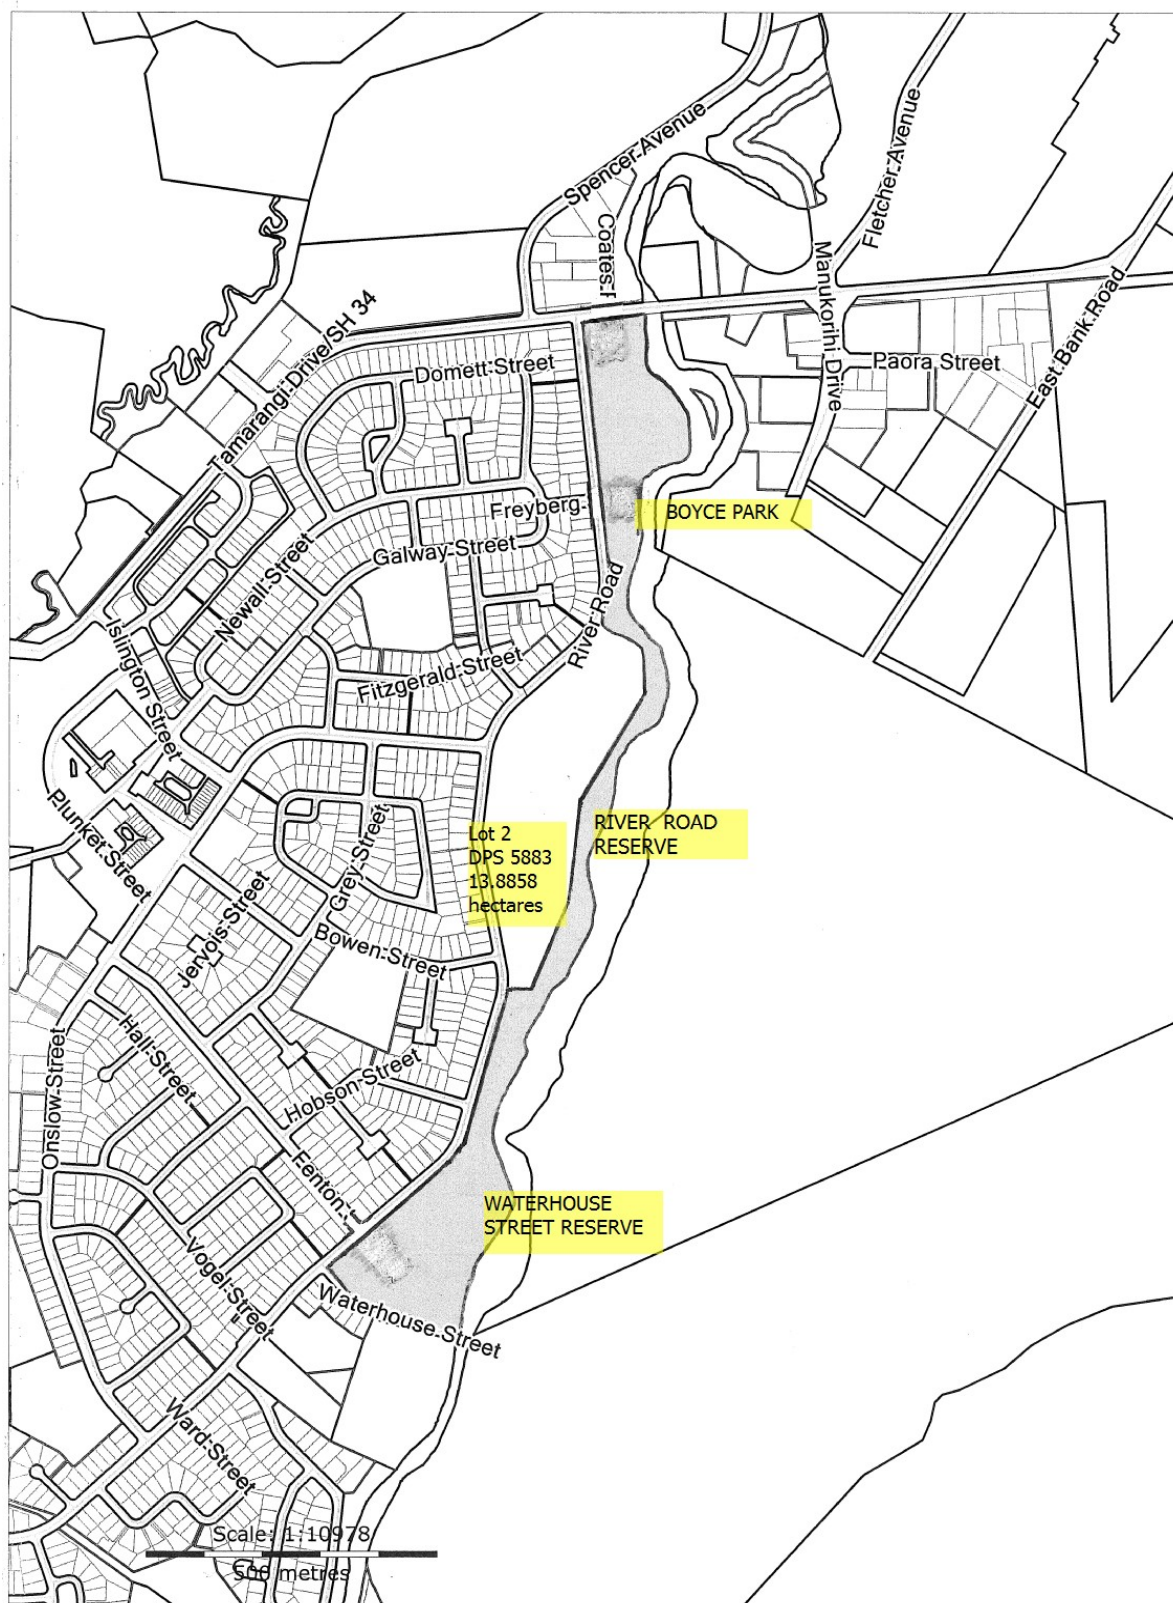 Spencer Avenue
Fletcher Avenue
Coates
Manukorihi Drive
East Bank Road
Tamarangi Drive/SH 34
Domett Street
Paora Street
Freyberg
BOYCE PARK
Galway Street
Newall Street
River Road
Islington Street
Fitzgerald Street
Plunket Street
Lot 2
DPS 5883
13.8858
hectares
RIVER ROAD
RESERVE
Grey Street
Jervois Street
Bowen Street
Hall Street
Onslow Street
Hobson Street
Fenton
WATERHOUSE
STREET RESERVE
Vogel Street
Waterhouse Street
Ward Street
Scale: 1:10978
500 metres